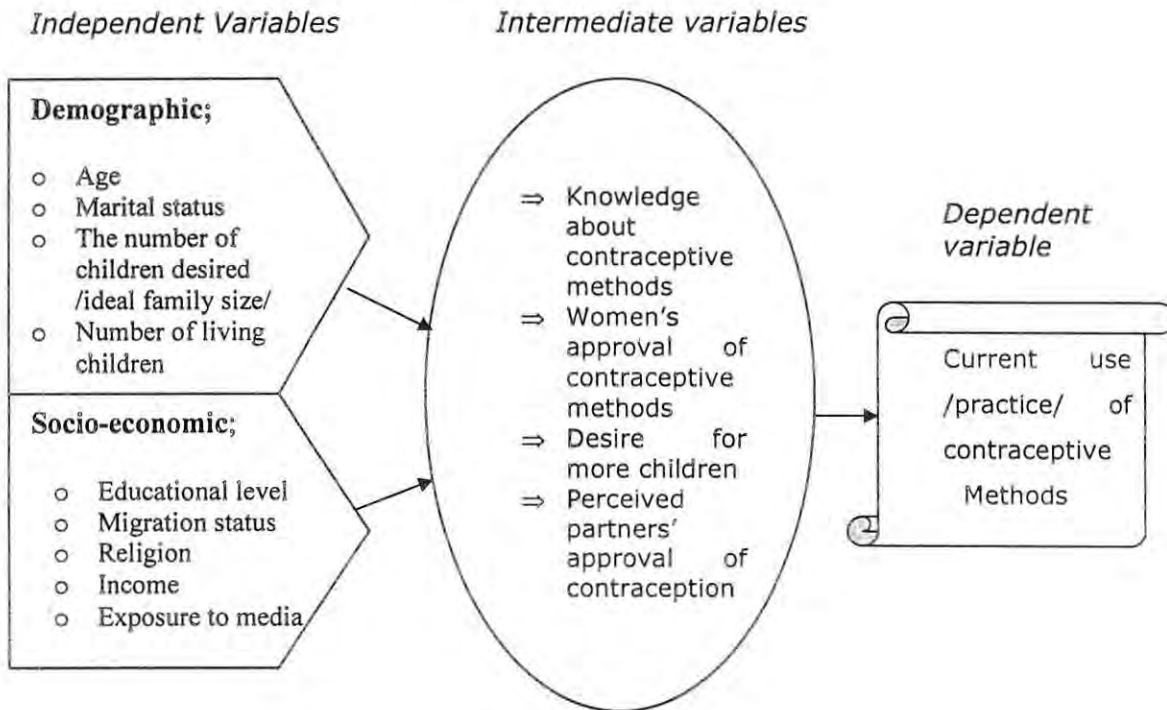 Independent Variables
Intermediate variables
Demographic;
o Age
o Marital status
o The number of
children desired
/ideal family size/
o Number of living
children
Socio-economic;
o Educational level
o Migration status
o Religion
o Income
o Exposure to media
⇒ Knowledge
about
contraceptive
methods
⇒ Women's
approval of
contraceptive
methods
⇒ Desire for
more children
⇒ Perceived
partners'
approval of
contraception
Dependent
variable
Current use
/practice/ of
contraceptive
Methods